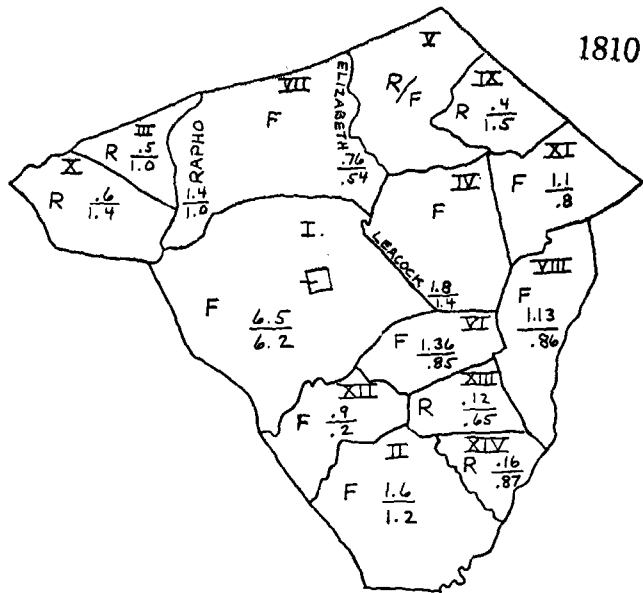 1810
V
R/F
IX
R .4
1.5
VII
F
ELIZABETH
.76
.54
III
R .5
1.0
RAPHO
1.4
1.0
X
R .6
1.4
XI
F 1.1
.8
IV
F
LEACOCK
1.8
1.4
I.
F 6.5
6.2
VIII
F 1.13
.86
VI
F 1.36
.85
XIII
R .12
.65
XII
F .9
.2
XIV
R .16
.87
II
F 1.6
1.2